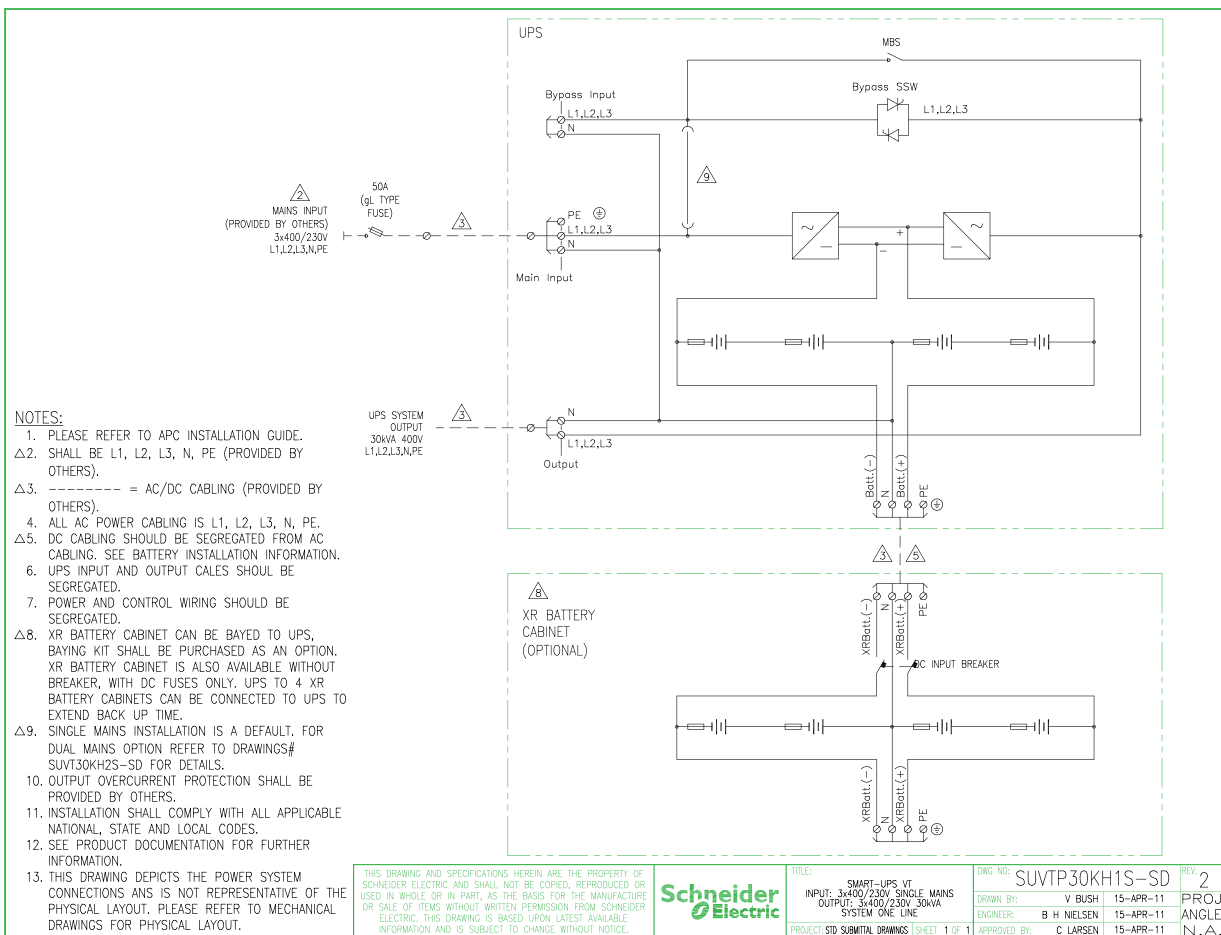 UPS
MBS
Bypass Input
Bypass SSW
L1,L2,L3
L1,L2,L3
N
9
2
50A
(gL TYPE
FUSE)
MAINS INPUT
(PROVIDED BY OTHERS)
3x400/230V
L1,L2,L3,N,PE
3
PE
L1,L2,L3
N
Main Input
~
–
+
–
~
–
UPS SYSTEM
OUTPUT
30kVA 400V
L1,L2,L3,N,PE
3
N
L1,L2,L3
Output
Batt.(-)
N
Batt.(+)
PE
3
5
8
XR BATTERY
CABINET
(OPTIONAL)
XRBatt.(-)
N
XRBatt.(+)
PE
DC INPUT BREAKER
XRBatt.(-)
N
XRBatt.(+)
PE
NOTES:
1. PLEASE REFER TO APC INSTALLATION GUIDE.
△2. SHALL BE L1, L2, L3, N, PE (PROVIDED BY
OTHERS).
△3. -------- = AC/DC CABLING (PROVIDED BY
OTHERS).
4. ALL AC POWER CABLING IS L1, L2, L3, N, PE.
△5. DC CABLING SHOULD BE SEGREGATED FROM AC
CABLING. SEE BATTERY INSTALLATION INFORMATION.
6. UPS INPUT AND OUTPUT CALES SHOUL BE
SEGREGATED.
7. POWER AND CONTROL WIRING SHOULD BE
SEGREGATED.
△8. XR BATTERY CABINET CAN BE BAYED TO UPS,
BAYING KIT SHALL BE PURCHASED AS AN OPTION.
XR BATTERY CABINET IS ALSO AVAILABLE WITHOUT
BREAKER, WITH DC FUSES ONLY. UPS TO 4 XR
BATTERY CABINETS CAN BE CONNECTED TO UPS TO
EXTEND BACK UP TIME.
△9. SINGLE MAINS INSTALLATION IS A DEFAULT. FOR
DUAL MAINS OPTION REFER TO DRAWINGS#
SUVT30KH2S-SD FOR DETAILS.
10. OUTPUT OVERCURRENT PROTECTION SHALL BE
PROVIDED BY OTHERS.
11. INSTALLATION SHALL COMPLY WITH ALL APPLICABLE
NATIONAL, STATE AND LOCAL CODES.
12. SEE PRODUCT DOCUMENTATION FOR FURTHER
INFORMATION.
13. THIS DRAWING DEPICTS THE POWER SYSTEM
CONNECTIONS ANS IS NOT REPRESENTATIVE OF THE
PHYSICAL LAYOUT. PLEASE REFER TO MECHANICAL
DRAWINGS FOR PHYSICAL LAYOUT.
THIS DRAWING AND SPECIFICATIONS HEREIN ARE THE PROPERTY OF
SCHNEIDER ELECTRIC AND SHALL NOT BE COPIED, REPRODUCED OR
USED IN WHOLE OR IN PART, AS THE BASIS FOR THE MANUFACTURE
OR SALE OF ITEMS WITHOUT WRITTEN PERMISSION FROM SCHNEIDER
ELECTRIC. THIS DRAWING IS BASED UPON LATEST AVAILABLE
INFORMATION AND IS SUBJECT TO CHANGE WITHOUT NOTICE.
Schneider
Electric
TITLE:
SMART-UPS VT
INPUT: 3x400/230V SINGLE MAINS
OUTPUT: 3x400/230V 30kVA
SYSTEM ONE LINE
PROJECT: STD SUBMITTAL DRAWINGS SHEET 1 OF 1
DWG NO: SUVTP30KH1S-SD
REV. 2
DRAWN BY: V BUSH 15-APR-11
ENGINEER: B H NIELSEN 15-APR-11
APPROVED BY: C LARSEN 15-APR-11
PROJ
ANGLE
N.A.